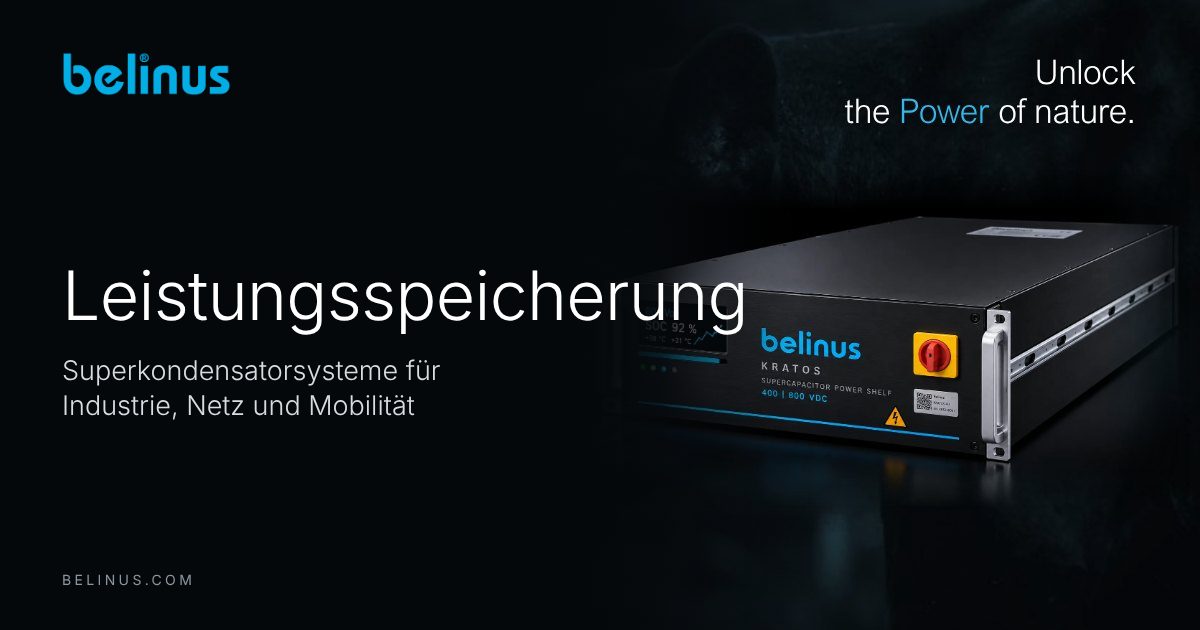 belinus®
Unlock
the Power of nature.
Leistungsspeicherung
Superkondensatorsysteme für
Industrie, Netz und Mobilität
SOC 92 %
belinus
KRATOS
SUPERCAPACITOR POWER SHELF
400 | 800 VDC
BELINUS.COM